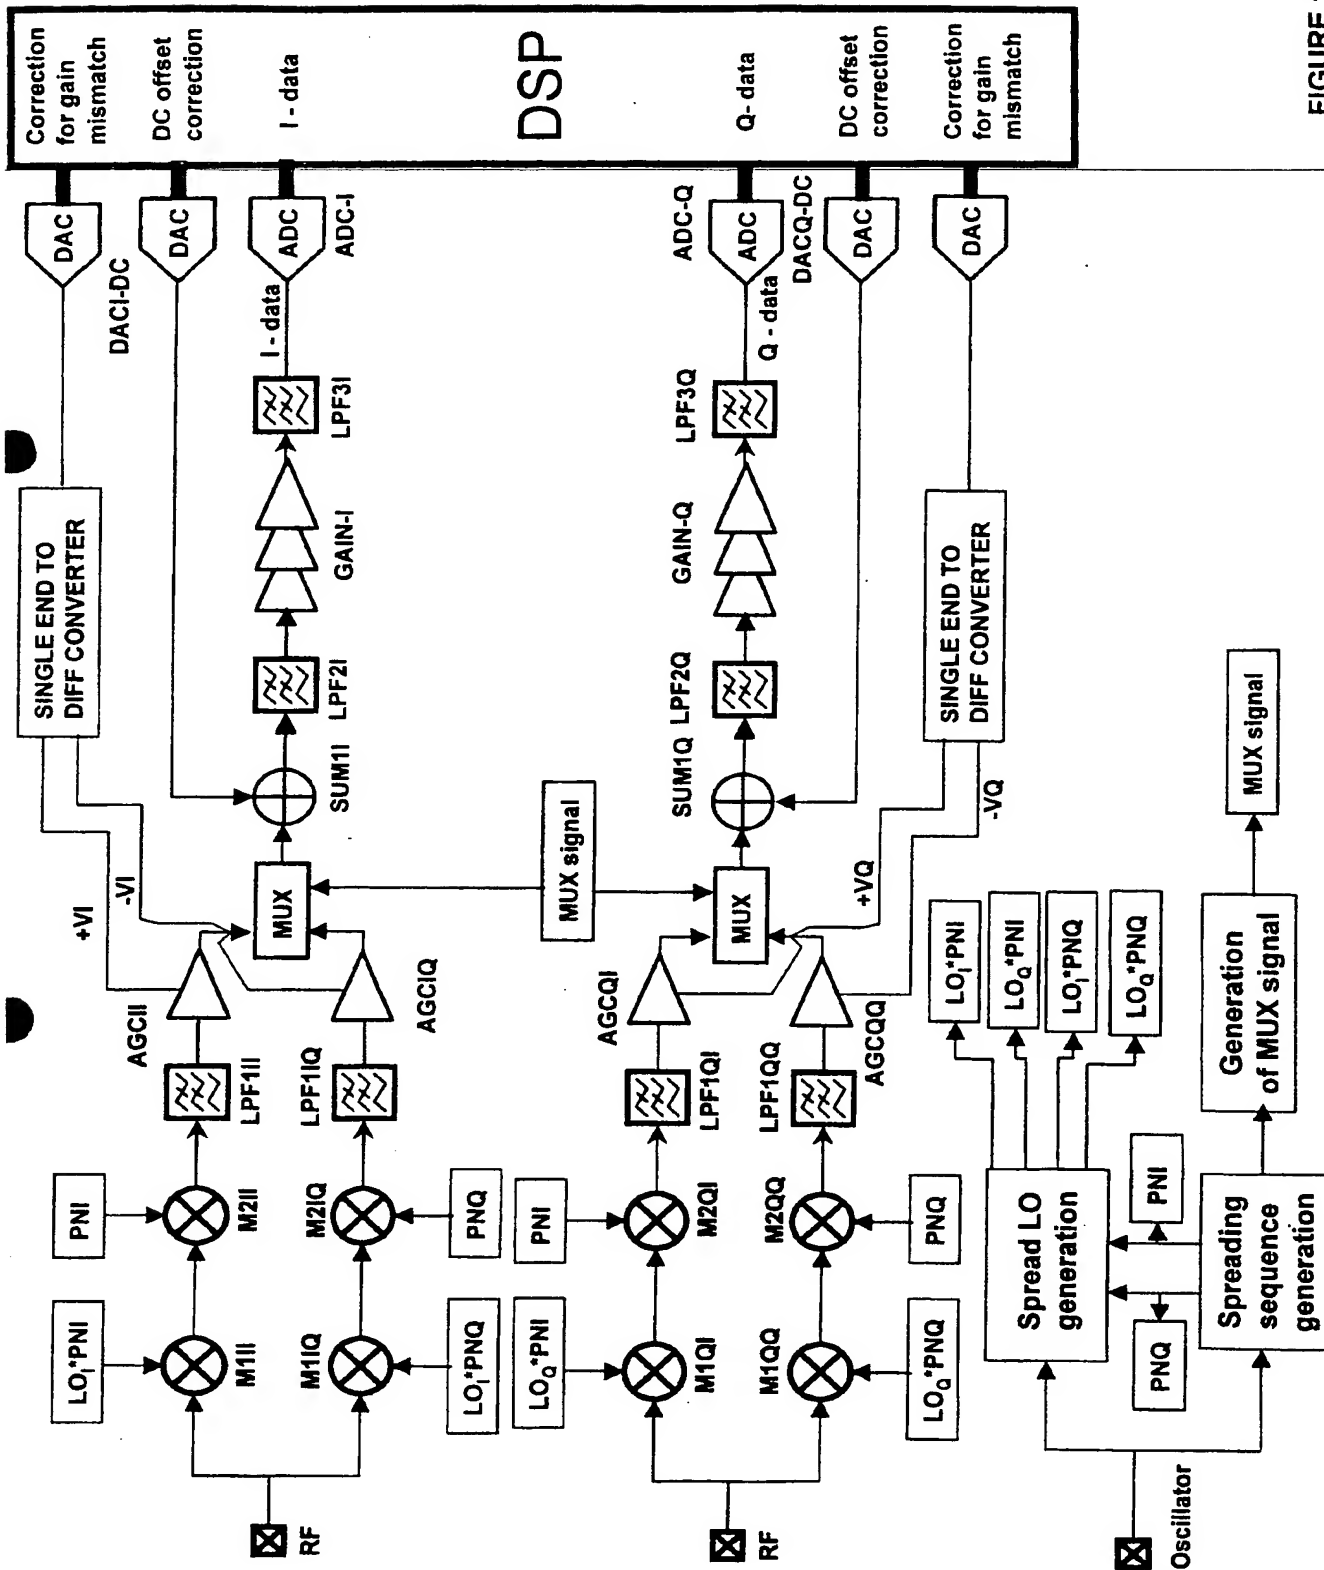 Correction
for gain
mismatch
DC offset
correction
I - data
DSP
Q- data
DC offset
correction
Correction
for gain
mismatch
DAC
DAC
ADC
ADC
DAC
DAC
DACI-DC
ADC-I
ADC-Q
DACQ-DC
I - data
Q - data
LPF3I
LPF3Q
SINGLE END TO
DIFF CONVERTER
GAIN-I
GAIN-Q
SINGLE END TO
DIFF CONVERTER
LPF2I
LPF2Q
SUM1I
SUM1Q
+VI
-VI
MUX
MUX signal
MUX
+VQ
-VQ
AGCII
AGCIQ
AGCQI
AGCQQ
LPF1II
LPF1IQ
LPF1QI
LPF1QQ
PNI
M2II
M2IQ
PNQ
PNI
M2QI
M2QQ
PNQ
LOI*PNI
M1II
M1IQ
LOI*PNQ
LOQ*PNI
M1QI
M1QQ
LOQ*PNQ
RF
RF
Oscillator
Spread LO
generation
PNQ
PNI
Spreading
sequence
generation
LOI*PNI
LOQ*PNI
LOI*PNQ
LOQ*PNQ
Generation
of MUX signal
MUX signal
FIGURE